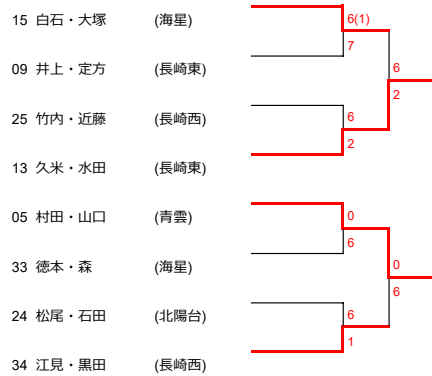 15 白石・大塚 (海星)
6(1)
7
09 井上・定方 (長崎東)
6
2
25 竹内・近藤 (長崎西)
6
2
13 久米・水田 (長崎東)
05 村田・山口 (青雲)
0
6
33 徳本・森 (海星)
0
6
24 松尾・石田 (北陽台)
6
1
34 江見・黒田 (長崎西)